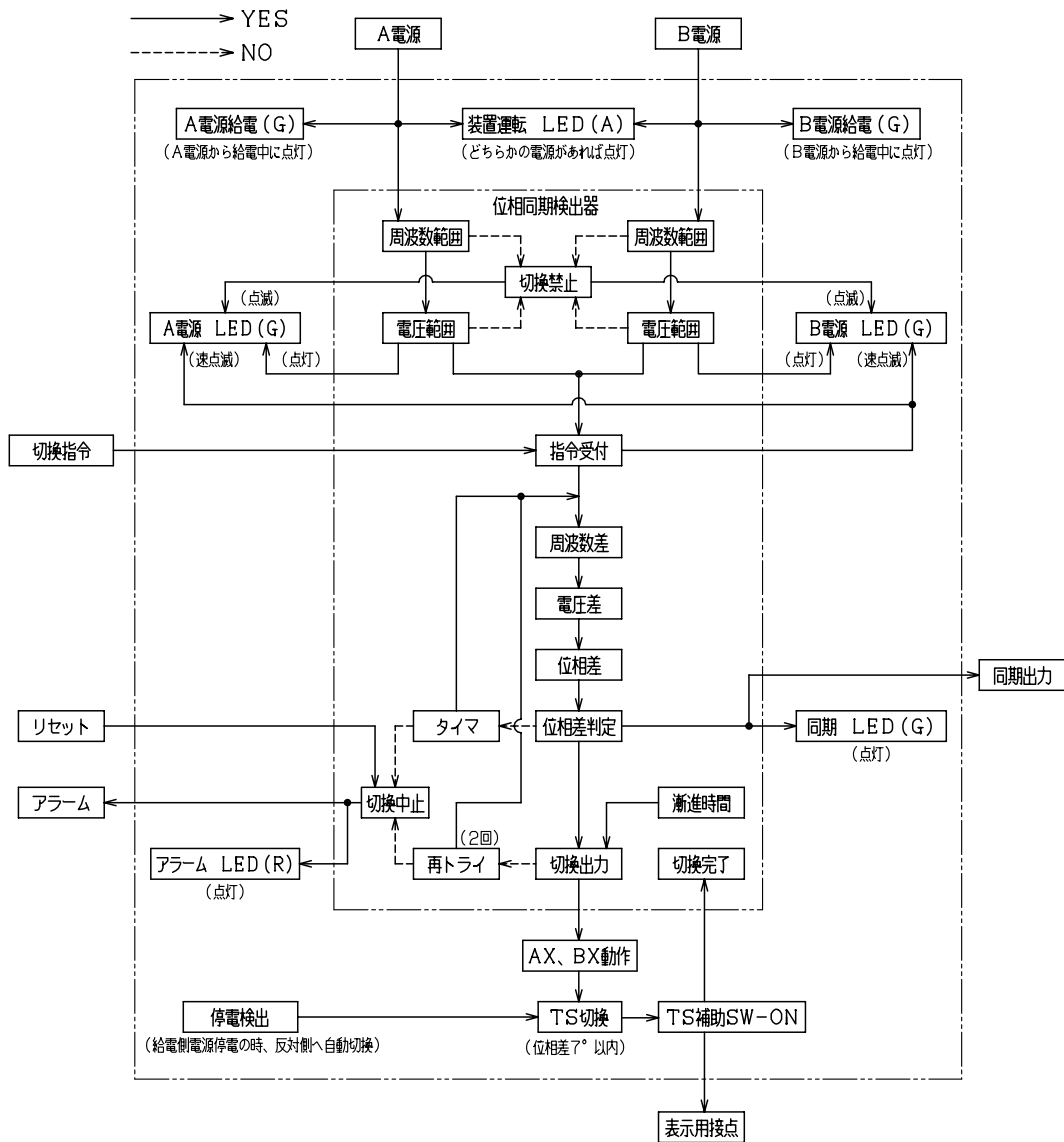 YES
NO
A電源
B電源
A電源給電(G)
装置運転 LED(A)
B電源給電(G)
(A電源から給電中に点灯)
(どちらかの電源があれば点灯)
(B電源から給電中に点灯)
位相同期検出器
周波数範囲
周波数範囲
切換禁止
(点滅)
(点滅)
A電源 LED(G)
電圧範囲
電圧範囲
B電源 LED(G)
(速点滅)
(点灯)
(点灯)
(速点滅)
切換指令
指令受付
周波数差
電圧差
位相差
同期出力
リセット
タイマ
位相差判定
同期 LED(G)
(点灯)
アラーム
切換中止
漸進時間
(2回)
アラーム LED(R)
再トライ
切換出力
切換完了
(点灯)
AX、BX動作
停電検出
TS切換
TS補助SW-ON
(給電側電源停電の時、反対側へ自動切換)
(位相差7°以内)
表示用接点